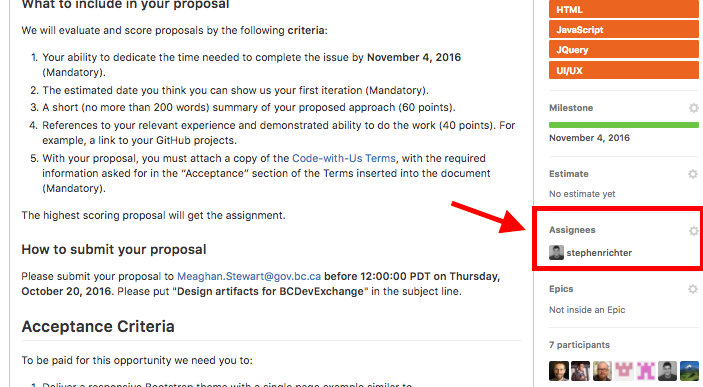 What to include in your proposal
We will evaluate and score proposals by the following criteria:
1. Your ability to dedicate the time needed to complete the issue by November 4, 2016
(Mandatory).
2. The estimated date you think you can show us your first iteration (Mandatory).
3. A short (no more than 200 words) summary of your proposed approach (60 points).
4. References to your relevant experience and demonstrated ability to do the work (40 points). For
example, a link to your GitHub projects.
5. With your proposal, you must attach a copy of the Code-with-Us Terms, with the required
information asked for in the “Acceptance” section of the Terms inserted into the document
(Mandatory).
The highest scoring proposal will get the assignment.
How to submit your proposal
Please submit your proposal to Meaghan.Stewart@gov.bc.ca before 12:00:00 PDT on Thursday,
October 20, 2016. Please put "Design artifacts for BCDevExchange" in the subject line.
Acceptance Criteria
To be paid for this opportunity we need you to:
1. Deliver a responsive Bootstrap theme with a single page example similar to
HTML
JavaScript
JQuery
UI/UX
Milestone
November 4, 2016
Estimate
No estimate yet
Assignees
stephenrichter
Epics
Not inside an Epic
7 participants